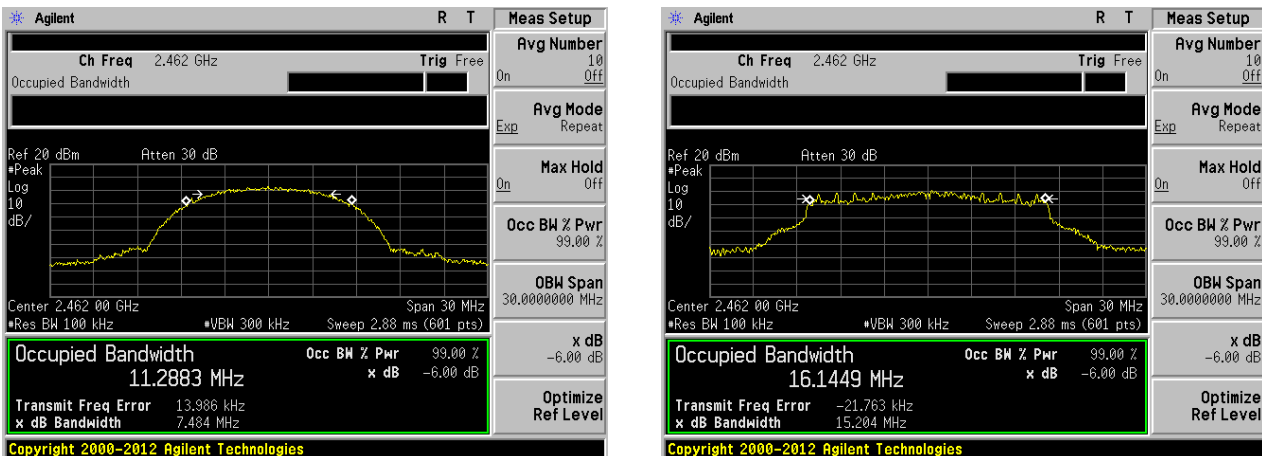 Agilent R T Meas Setup
Ch Freq 2.462 GHz Trig Free
Occupied Bandwidth
Avg Number
10
On Off
Avg Mode
Exp Repeat
Max Hold
On Off
Occ BW % Pwr
99.00 %
OBW Span
30.0000000 MHz
x dB
-6.00 dB
Optimize
Ref Level
Ref 20 dBm Atten 30 dB
#Peak
Log
10
dB/
Center 2.462 00 GHz Span 30 MHz
#Res BW 100 kHz #VBW 300 kHz Sweep 2.88 ms (601 pts)
Occupied Bandwidth Occ BW % Pwr 99.00 %
11.2883 MHz x dB -6.00 dB
Transmit Freq Error 13.986 kHz
x dB Bandwidth 7.484 MHz
Copyright 2000-2012 Agilent Technologies
Agilent R T Meas Setup
Ch Freq 2.462 GHz Trig Free
Occupied Bandwidth
Avg Number
10
On Off
Avg Mode
Exp Repeat
Max Hold
On Off
Occ BW % Pwr
99.00 %
OBW Span
30.0000000 MHz
x dB
-6.00 dB
Optimize
Ref Level
Ref 20 dBm Atten 30 dB
#Peak
Log
10
dB/
Center 2.462 00 GHz Span 30 MHz
#Res BW 100 kHz #VBW 300 kHz Sweep 2.88 ms (601 pts)
Occupied Bandwidth Occ BW % Pwr 99.00 %
16.1449 MHz x dB -6.00 dB
Transmit Freq Error -21.763 kHz
x dB Bandwidth 15.204 MHz
Copyright 2000-2012 Agilent Technologies